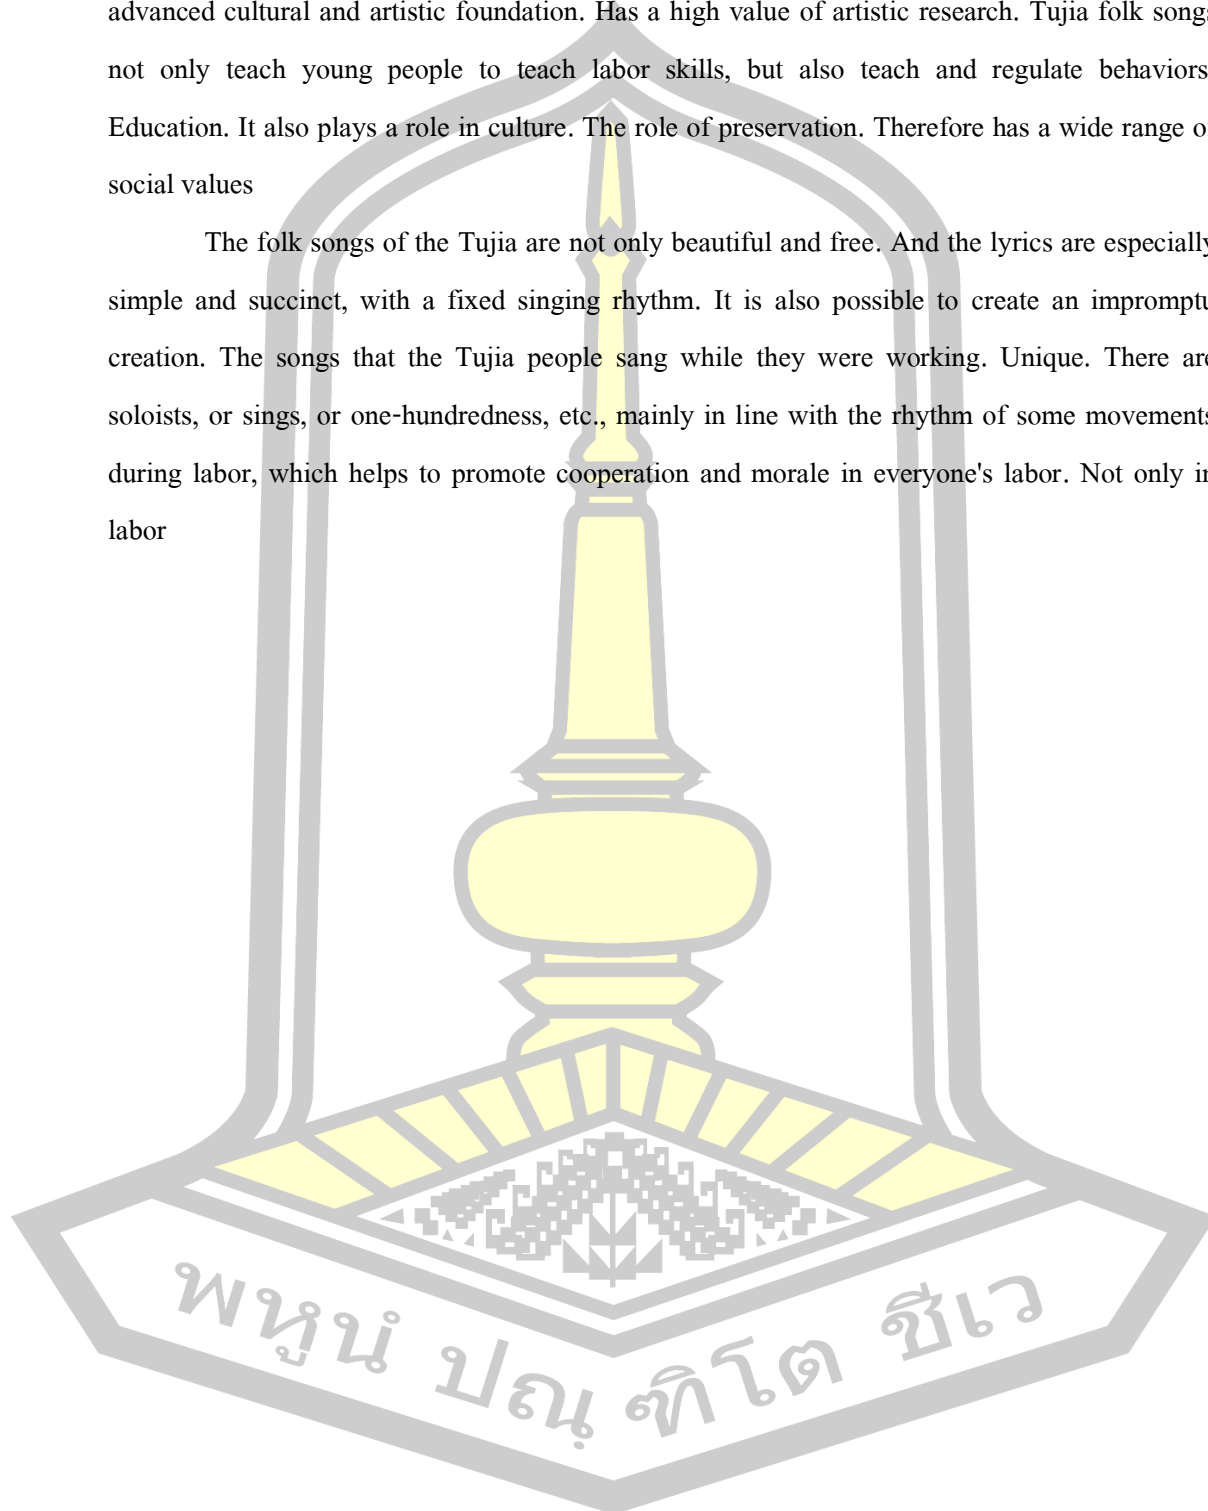 advanced cultural and artistic foundation. Has a high value of artistic research. Tujia folk songs
not only teach young people to teach labor skills, but also teach and regulate behaviors
Education. It also plays a role in culture. The role of preservation. Therefore has a wide range of
social values
The folk songs of the Tujia are not only beautiful and free. And the lyrics are especially
simple and succinct, with a fixed singing rhythm. It is also possible to create an impromptu
creation. The songs that the Tujia people sang while they were working. Unique. There are
soloists, or sings, or one-hundredness, etc., mainly in line with the rhythm of some movements
during labor, which helps to promote cooperation and morale in everyone's labor. Not only in
labor
พหูนํ ปณฺฑิโต ชีเว